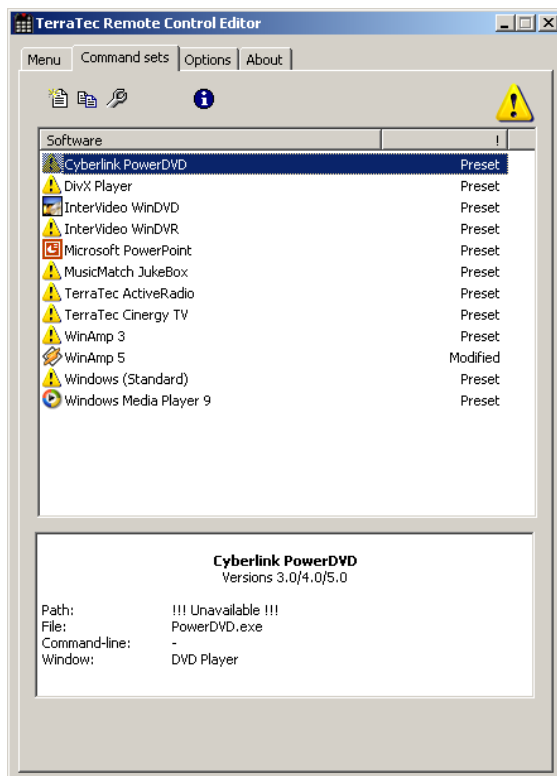 TerraTec Remote Control Editor
Menu Command sets Options About
Software !
Cyberlink PowerDVD Preset
DivX Player Preset
InterVideo WinDVD Preset
InterVideo WinDVR Preset
Microsoft PowerPoint Preset
MusicMatch JukeBox Preset
TerraTec ActiveRadio Preset
TerraTec Cinergy TV Preset
WinAmp 3 Preset
WinAmp 5 Modified
Windows (Standard) Preset
Windows Media Player 9 Preset
Cyberlink PowerDVD
Versions 3.0/4.0/5.0
Path: !!! Unavailable !!!
File: PowerDVD.exe
Command-line: -
Window: DVD Player